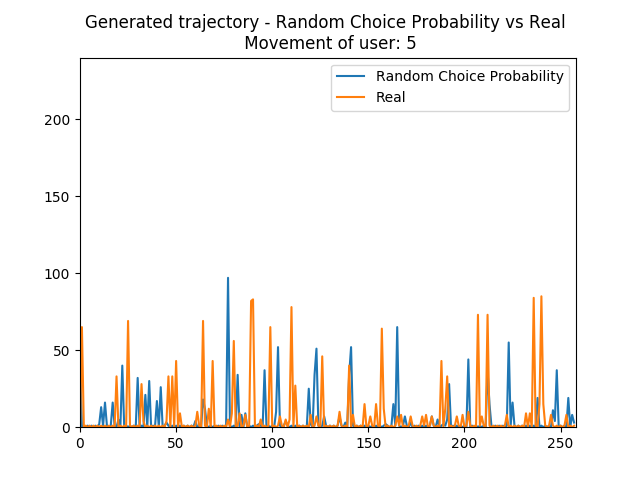 Generated trajectory - Random Choice Probability vs Real
Movement of user: 5
Random Choice Probability
Real
200
150
100
50
0
0 50 100 150 200 250